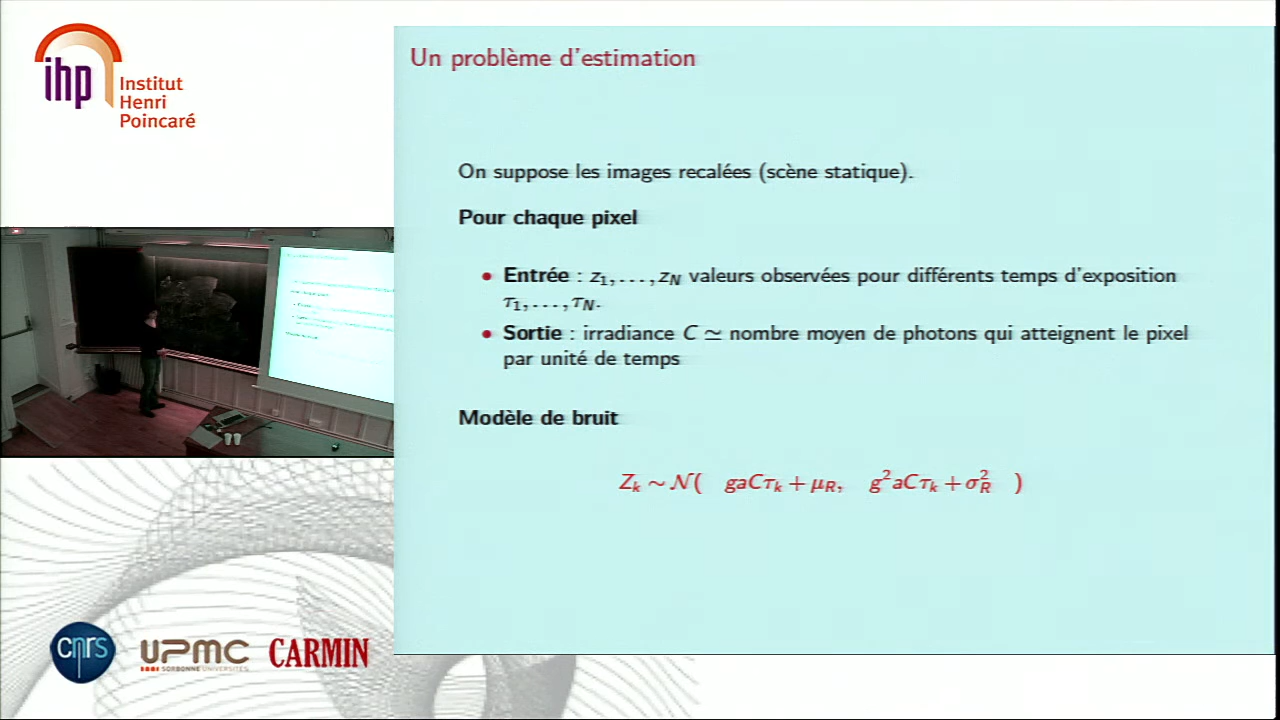 ihp
Institut
Henri
Poincaré
Un problème d'estimation
On suppose les images recalées (scène statique).
Pour chaque pixel
• Entrée : z₁, . . . , z_N valeurs observées pour différents temps d'exposition
τ₁, . . . , τ_N.
• Sortie : irradiance C ≃ nombre moyen de photons qui atteignent le pixel
par unité de temps
Modèle de bruit
Z_k ∼ 𝒩( gaCτ_k + μ_R, g²aCτ_k + σ²_R )
cnrs
UPMC
SORBONNE UNIVERSITÉS
CARMIN